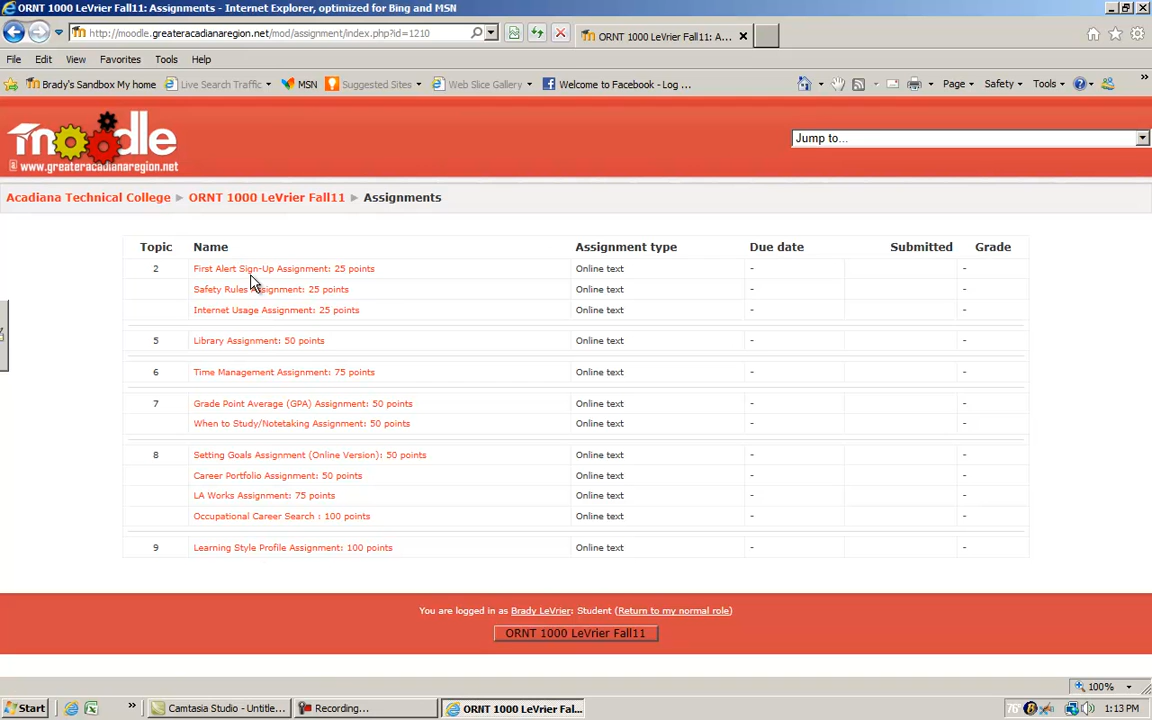 ORNT 1000 LeVrier Fall11: Assignments - Internet Explorer, optimized for Bing and MSN
http://moodle.greateracadianaregion.net/mod/assignment/index.php?id=1210
ORNT 1000 LeVrier Fall11: A...
File Edit View Favorites Tools Help
Brady's Sandbox My home Live Search Traffic MSN Suggested Sites Web Slice Gallery Welcome to Facebook - Log ... Page Safety Tools
moodle
www.greateracadianaregion.net
Jump to...
Acadiana Technical College ► ORNT 1000 LeVrier Fall11 ► Assignments
Topic Name Assignment type Due date Submitted Grade
2 First Alert Sign-Up Assignment: 25 points Online text - -
Safety Rules Assignment: 25 points Online text - -
Internet Usage Assignment: 25 points Online text - -
5 Library Assignment: 50 points Online text - -
6 Time Management Assignment: 75 points Online text - -
7 Grade Point Average (GPA) Assignment: 50 points Online text - -
When to Study/Notetaking Assignment: 50 points Online text - -
8 Setting Goals Assignment (Online Version): 50 points Online text - -
Career Portfolio Assignment: 50 points Online text - -
LA Works Assignment: 75 points Online text - -
Occupational Career Search : 100 points Online text - -
9 Learning Style Profile Assignment: 100 points Online text - -
You are logged in as Brady LeVrier: Student (Return to my normal role)
ORNT 1000 LeVrier Fall11
100%
Start Camtasia Studio - Untitle... Recording... ORNT 1000 LeVrier Fal... 76° 1:13 PM